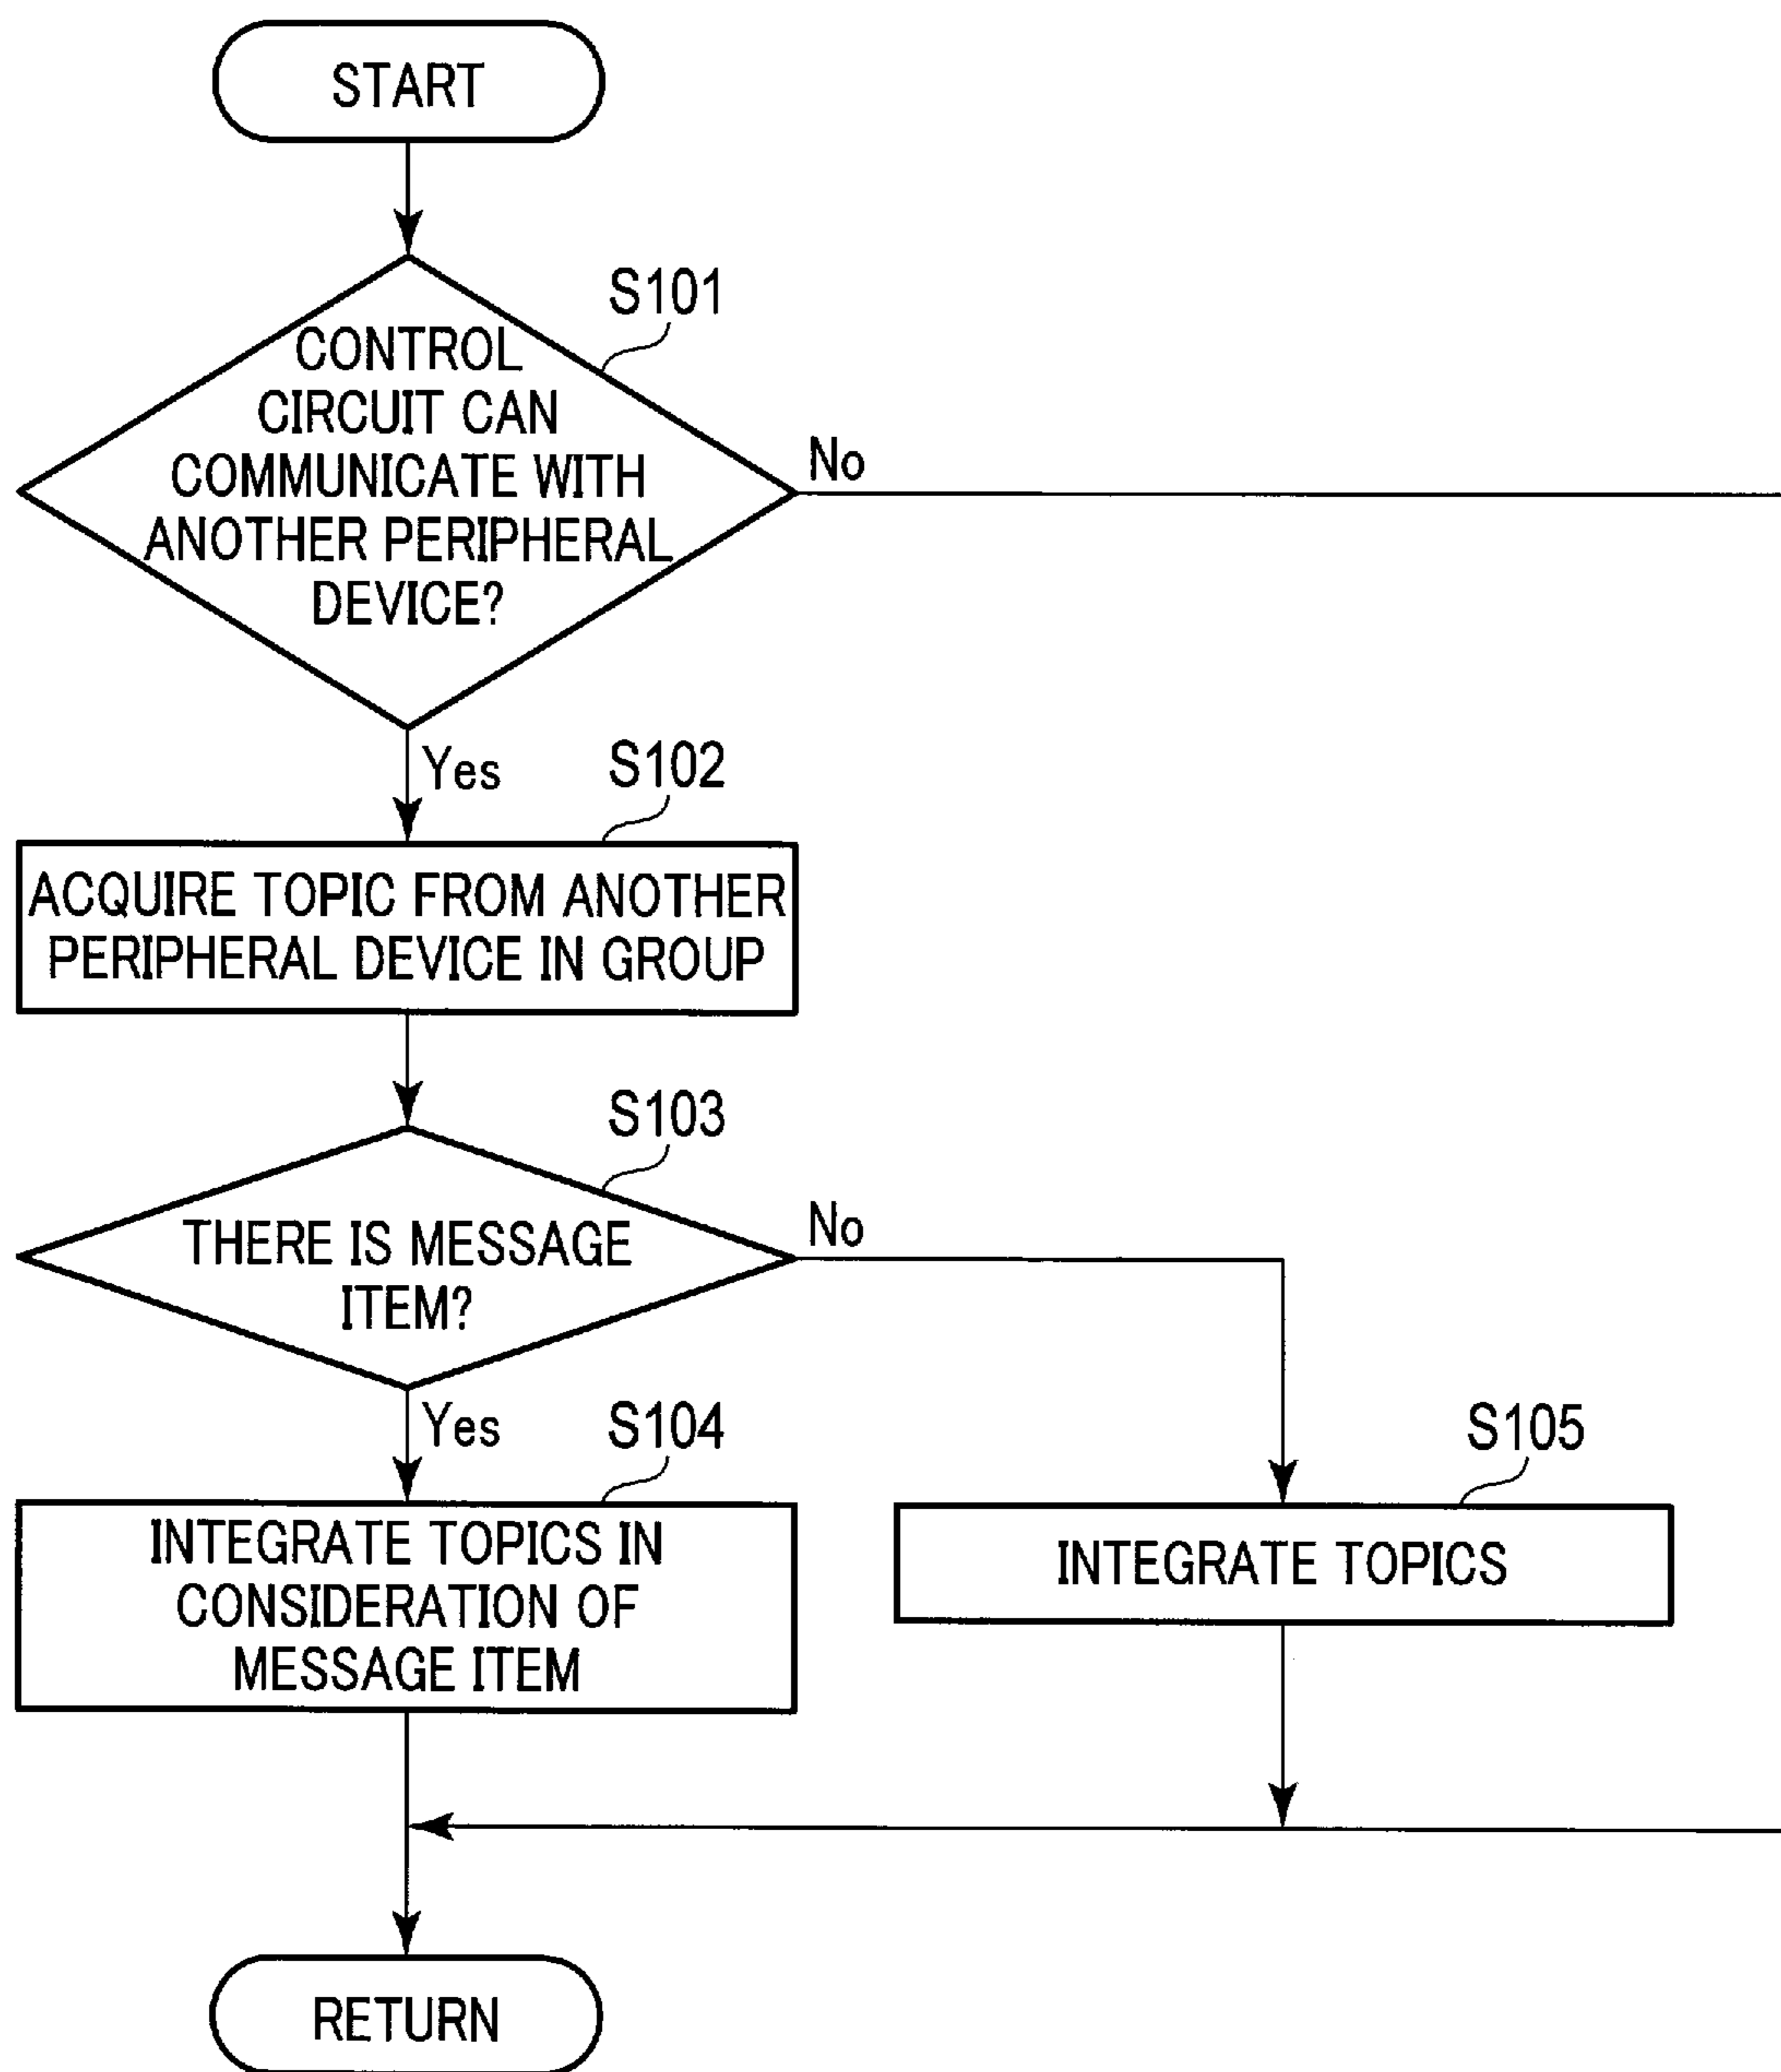 START
S101
CONTROL
CIRCUIT CAN
COMMUNICATE WITH
ANOTHER PERIPHERAL
DEVICE?
No
Yes
S102
ACQUIRE TOPIC FROM ANOTHER
PERIPHERAL DEVICE IN GROUP
S103
THERE IS MESSAGE
ITEM?
No
Yes
S104
INTEGRATE TOPICS IN
CONSIDERATION OF
MESSAGE ITEM
S105
INTEGRATE TOPICS
RETURN